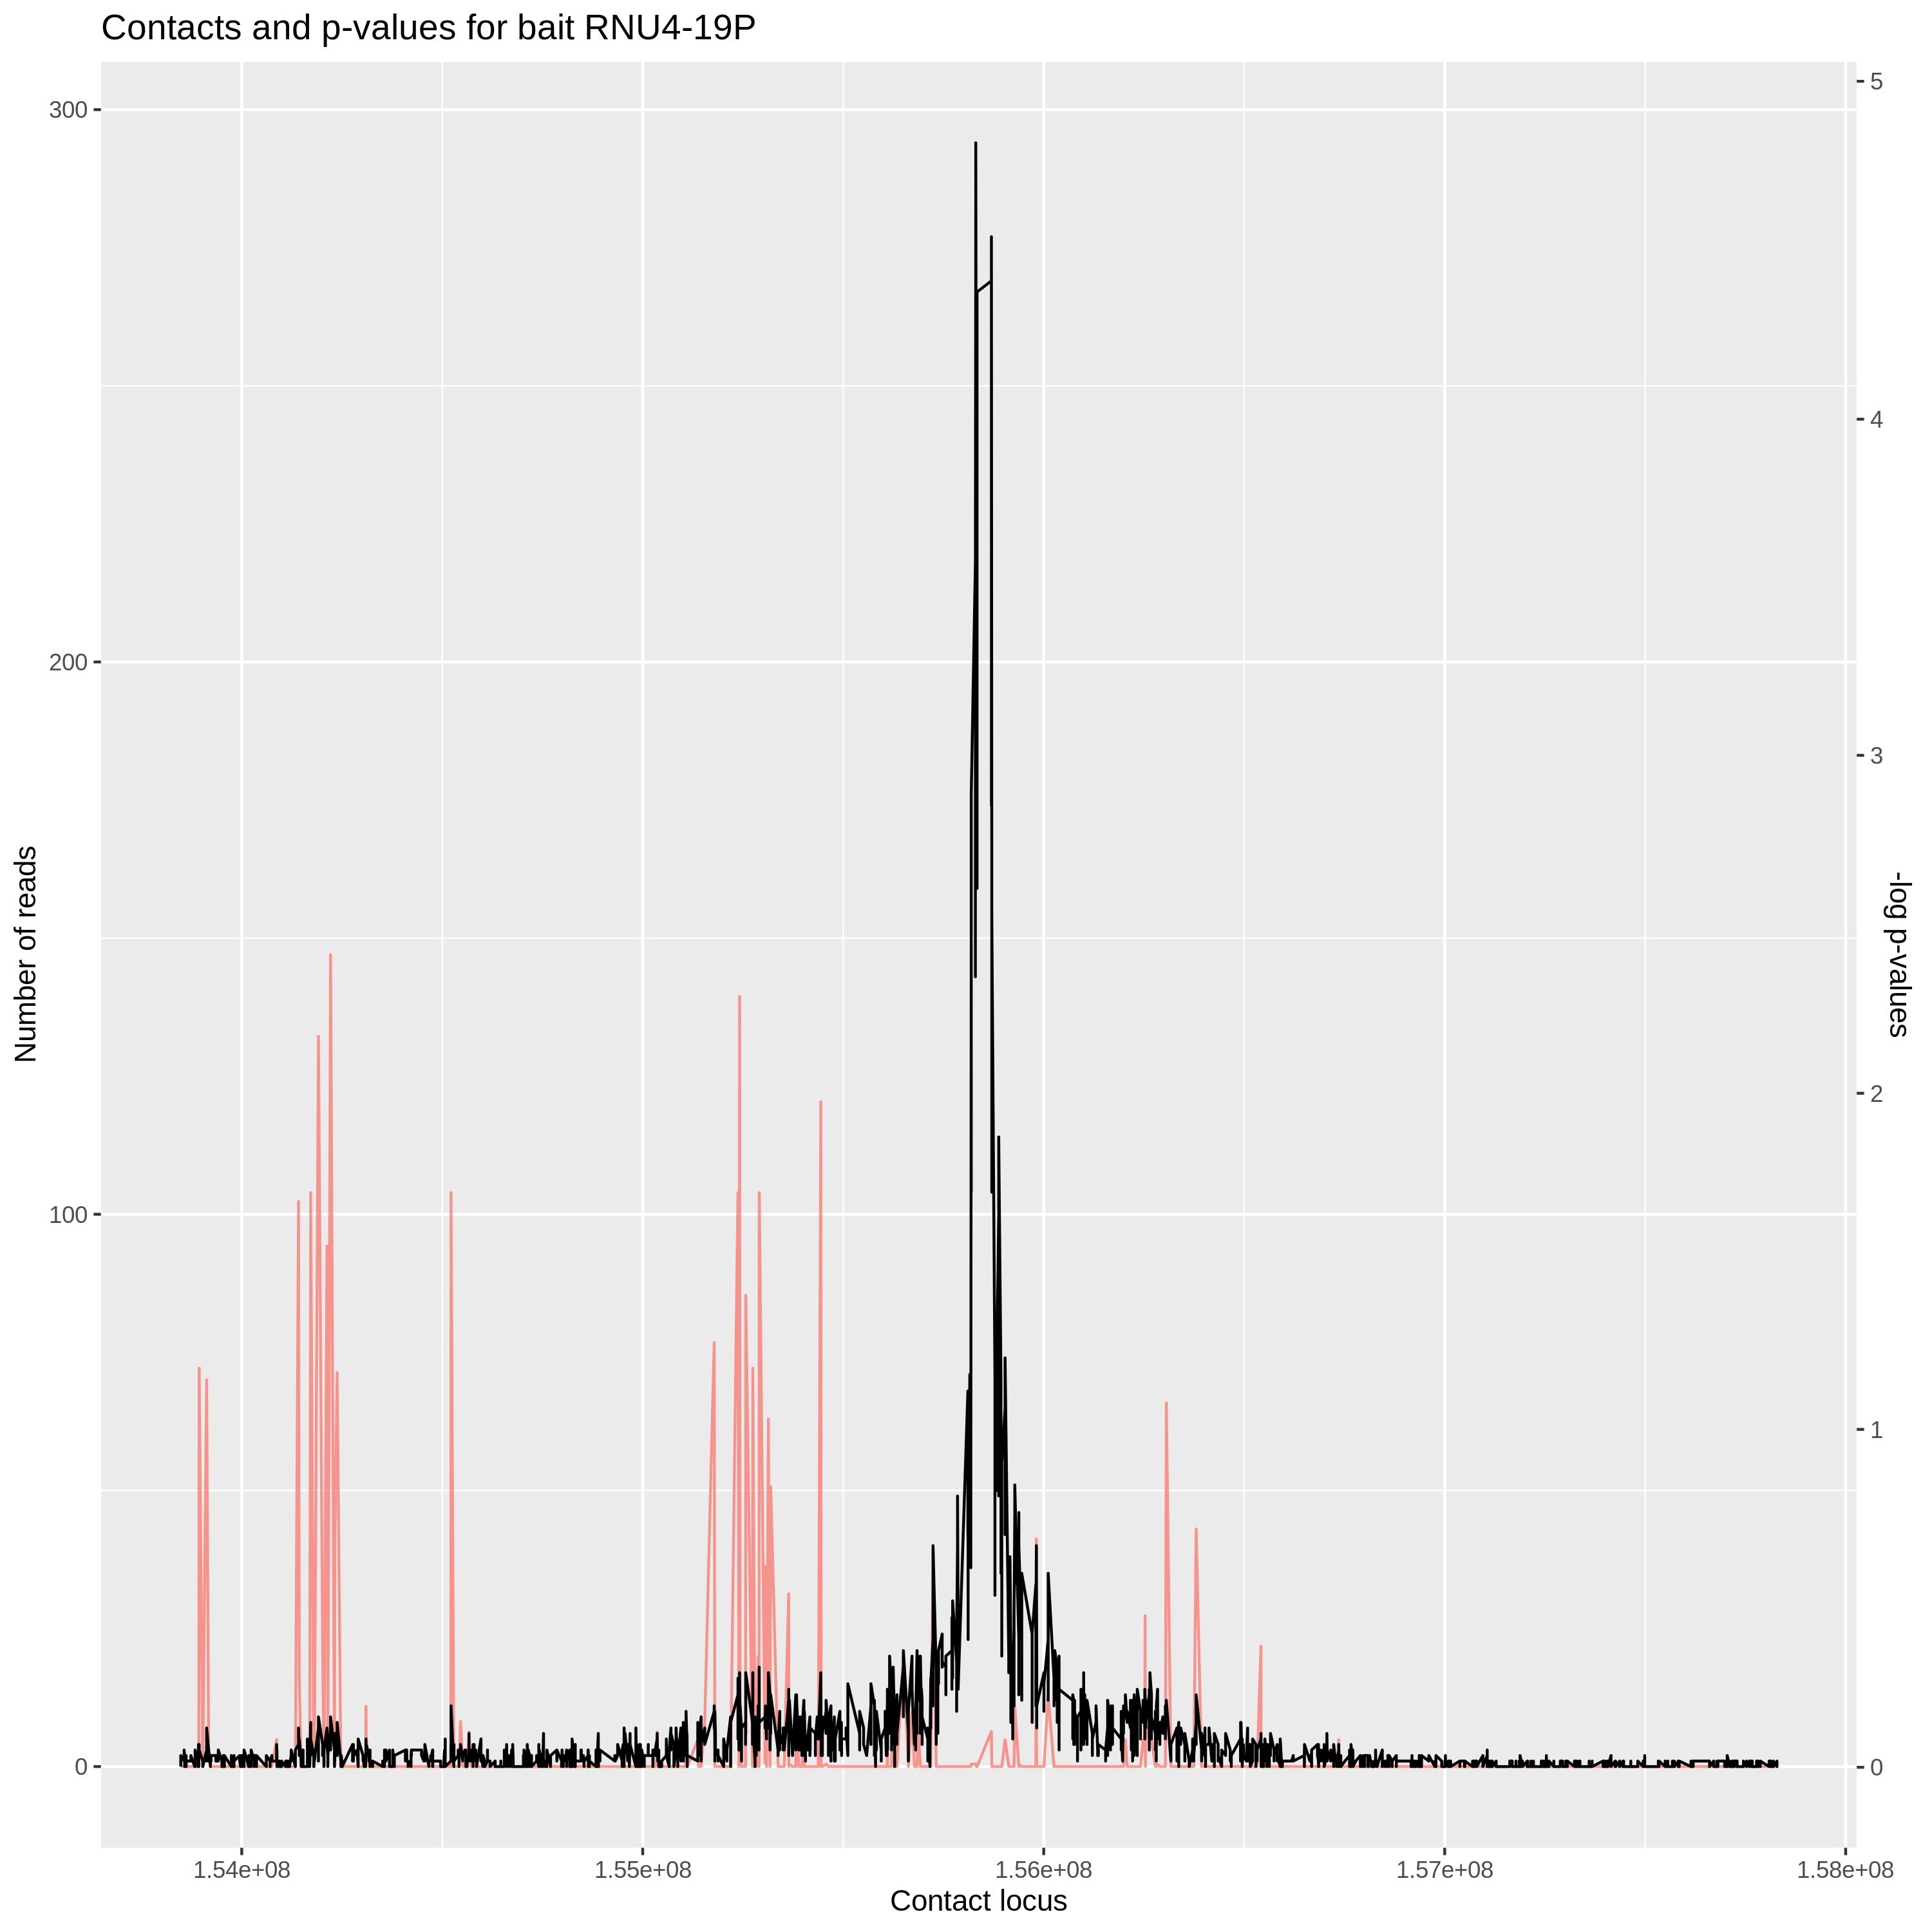 Contacts and p-values for bait RNU4-19P
300
200
100
0
Number of reads
5
4
3
2
1
0
-log p-values
1.54e+08
1.55e+08
1.56e+08
1.57e+08
1.58e+08
Contact locus